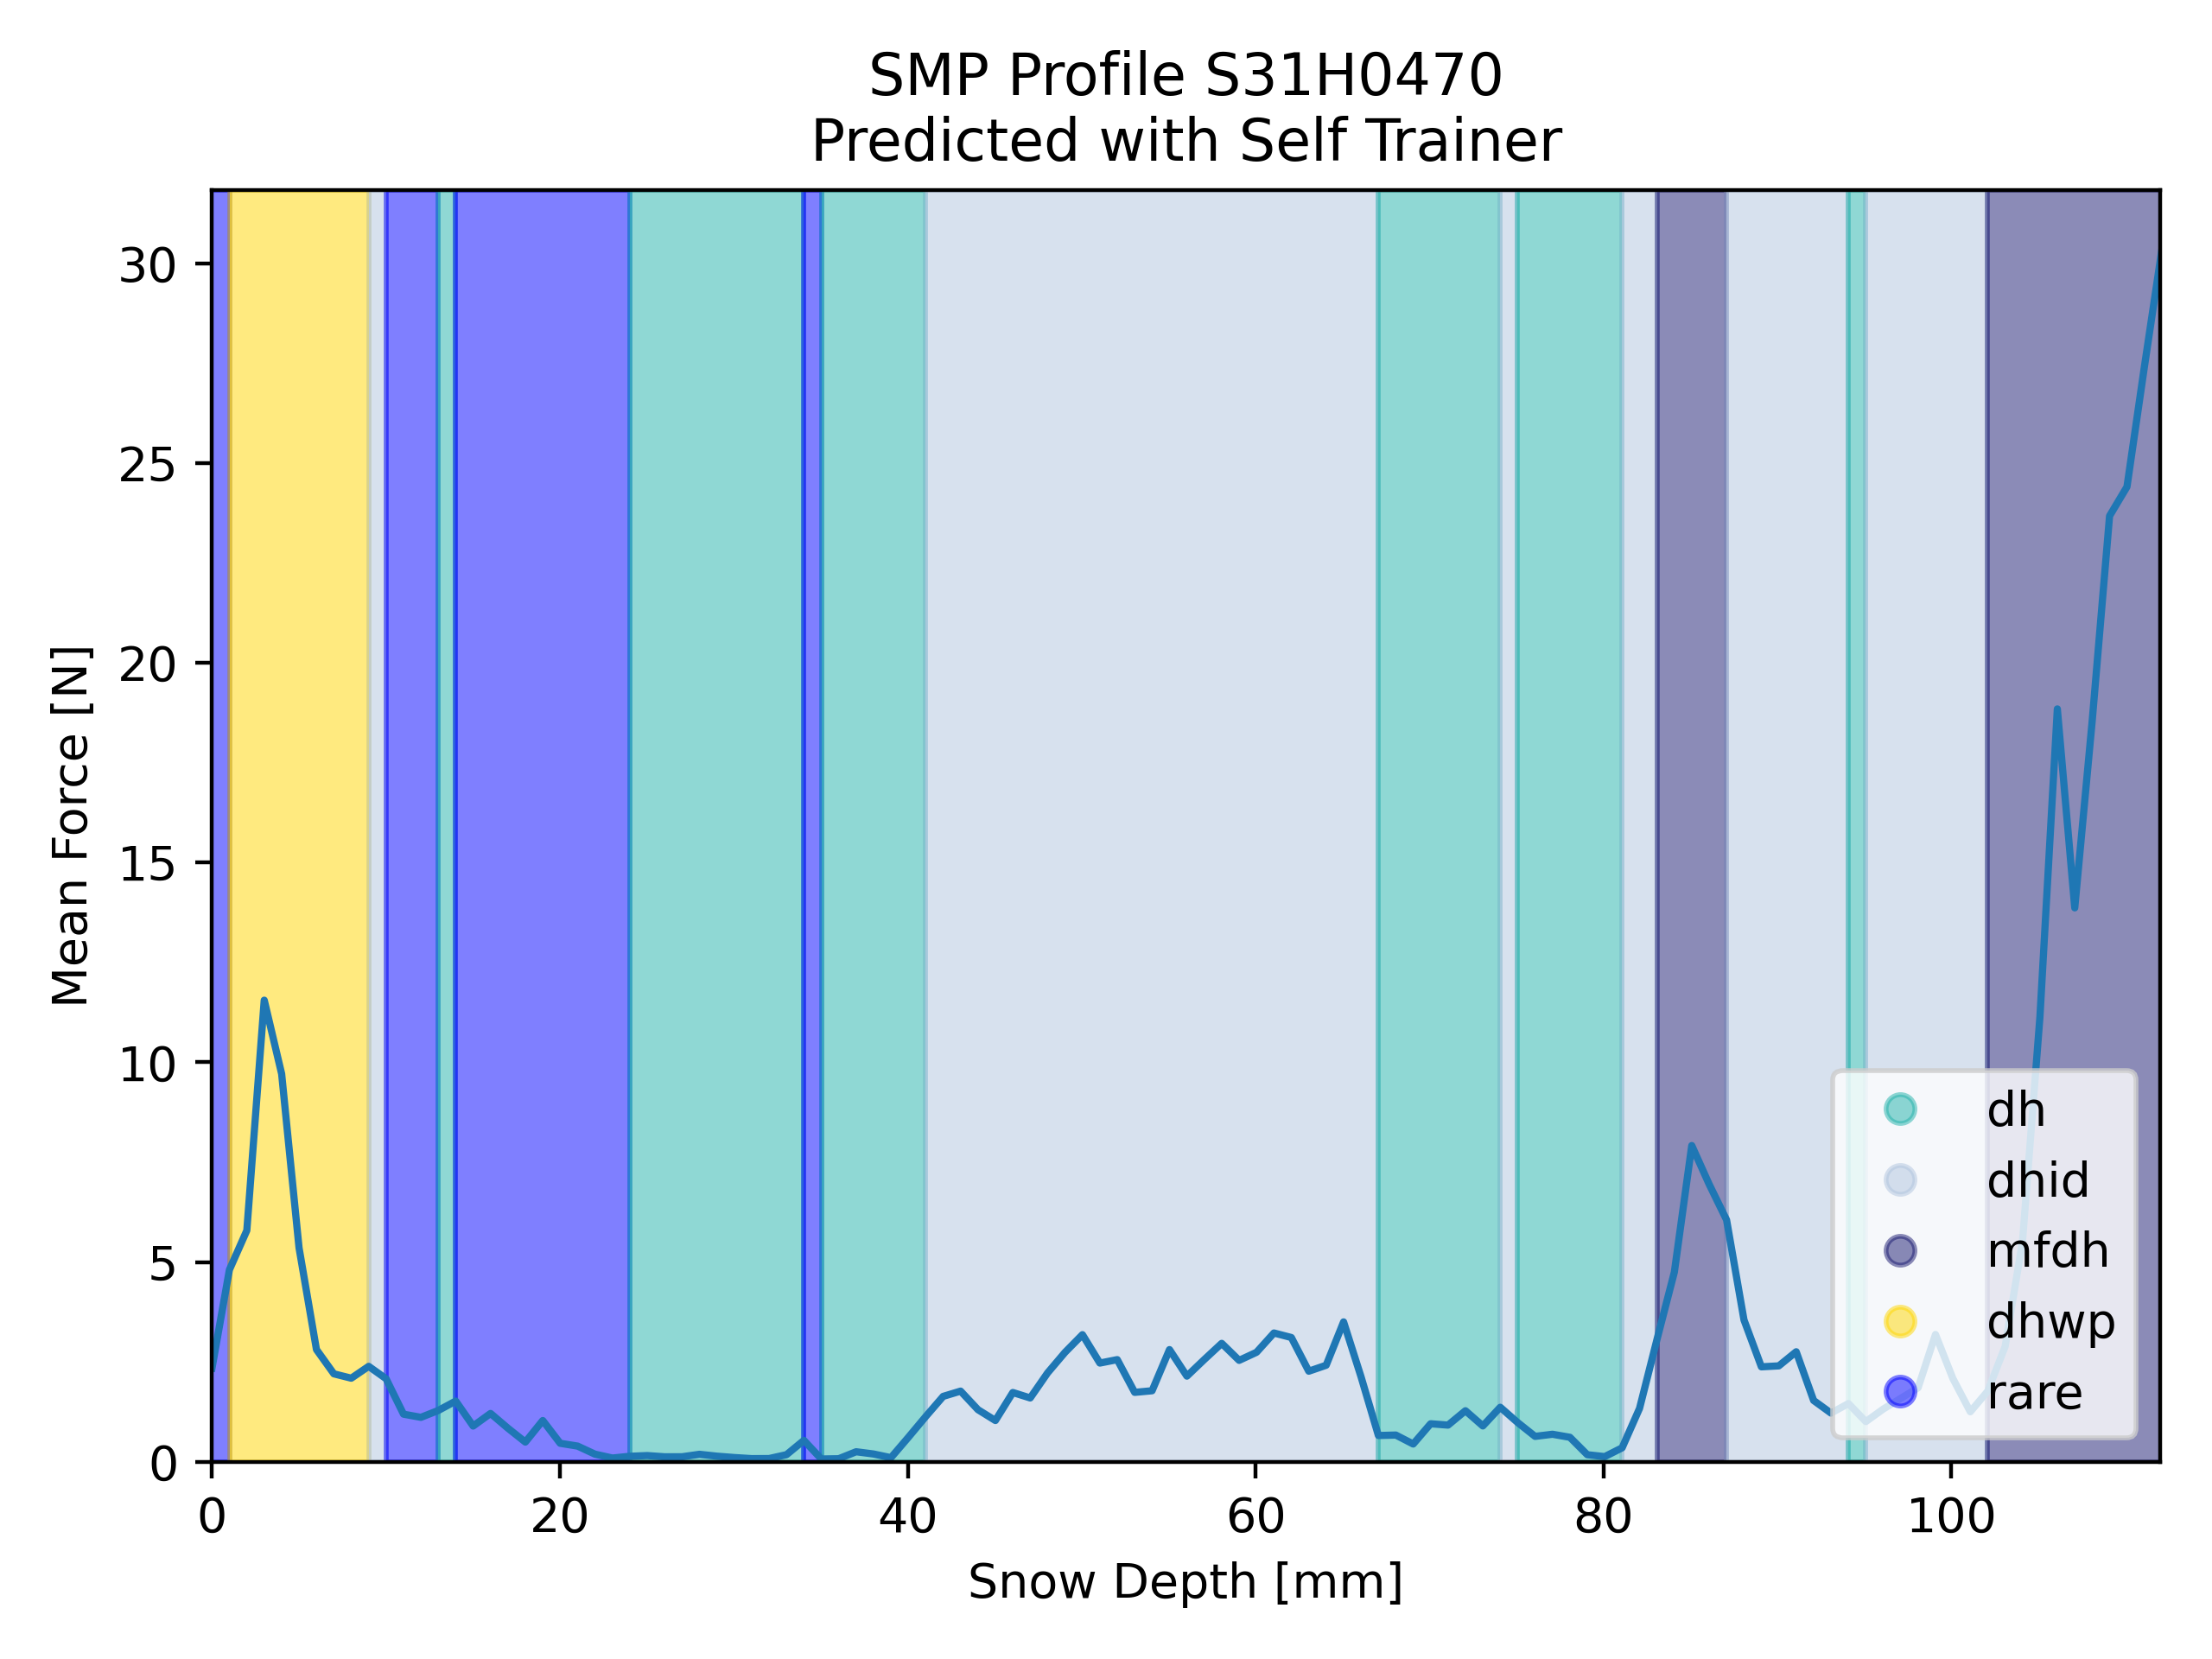 SMP Profile S31H0470
Predicted with Self Trainer
Mean Force [N]
30
25
20
15
10
5
0
0 20 40 60 80 100
Snow Depth [mm]
dh
dhid
mfdh
dhwp
rare